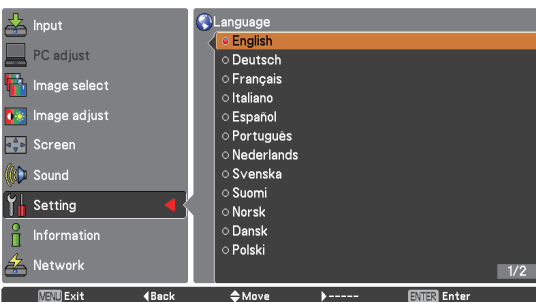 Input
PC adjust
Image select
Image adjust
Screen
Sound
Setting
Information
Network
Language
English
Deutsch
Français
Italiano
Español
Português
Nederlands
Svenska
Suomi
Norsk
Dansk
Polski
1/2
MENU Exit
Back
Move
-----
ENTER Enter